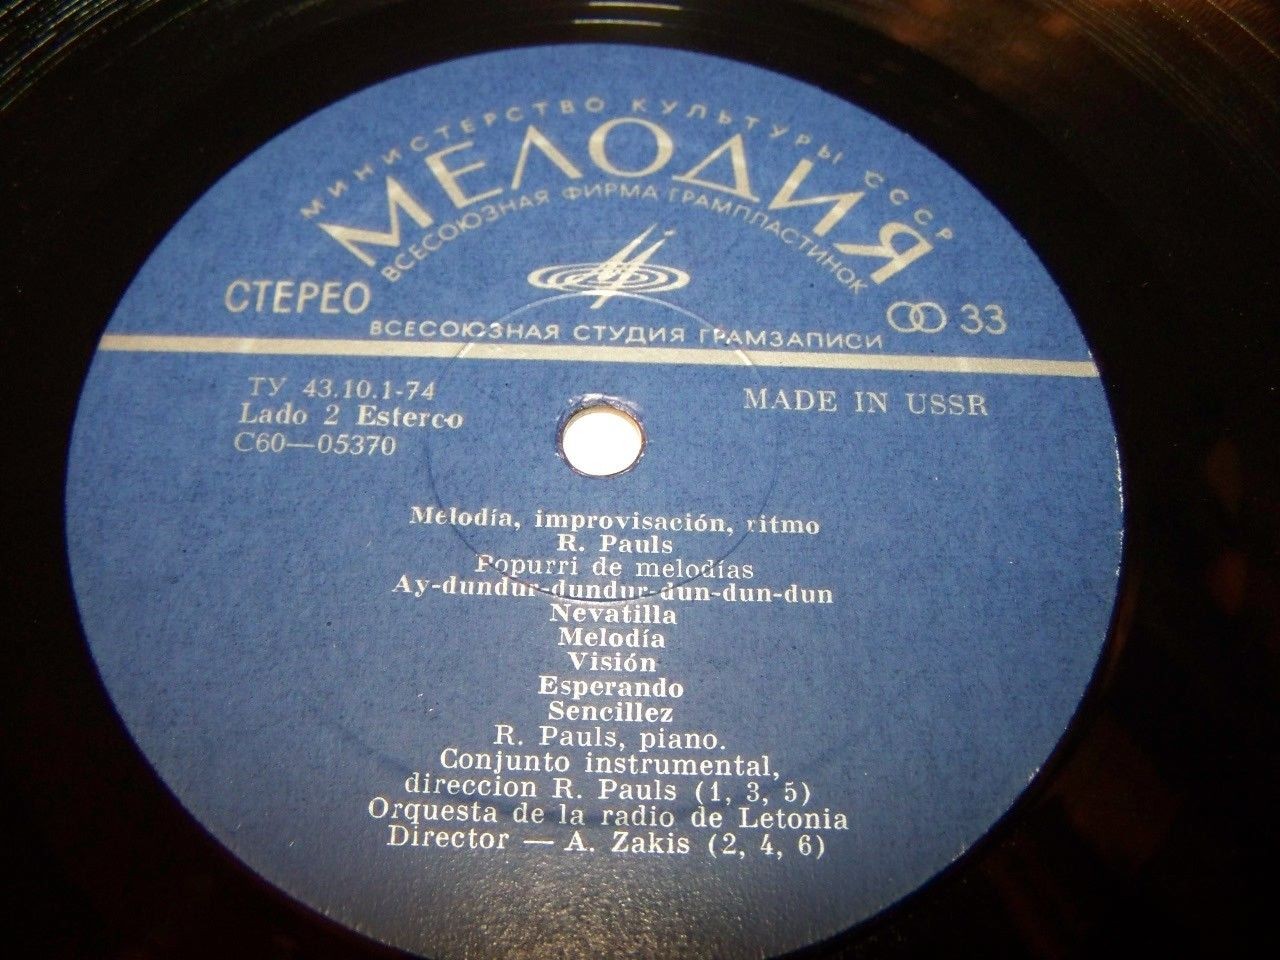 МИНИСТЕРСТВО КУЛЬТУРЫ СССР
МЕЛОДИЯ
ВСЕСОЮЗНАЯ ФИРМА ГРАМПЛАСТИНОК
СТЕРЕО
33
ВСЕСОЮЗНАЯ СТУДИЯ ГРАМЗАПИСИ
ТУ 43.10.1-74
MADE IN USSR
Lado 2 Esterco
С60—05370
Melodía, improvisación, ritmo
R. Pauls
Popurri de melodías
Ay-dundur-dundur-dun-dun-dun
Nevatilla
Melodía
Visión
Esperando
Sencillez
R. Pauls, piano.
Conjunto instrumental,
direccion R. Pauls (1, 3, 5)
Orquesta de la radio de Letonia
Director — A. Zakis (2, 4, 6)